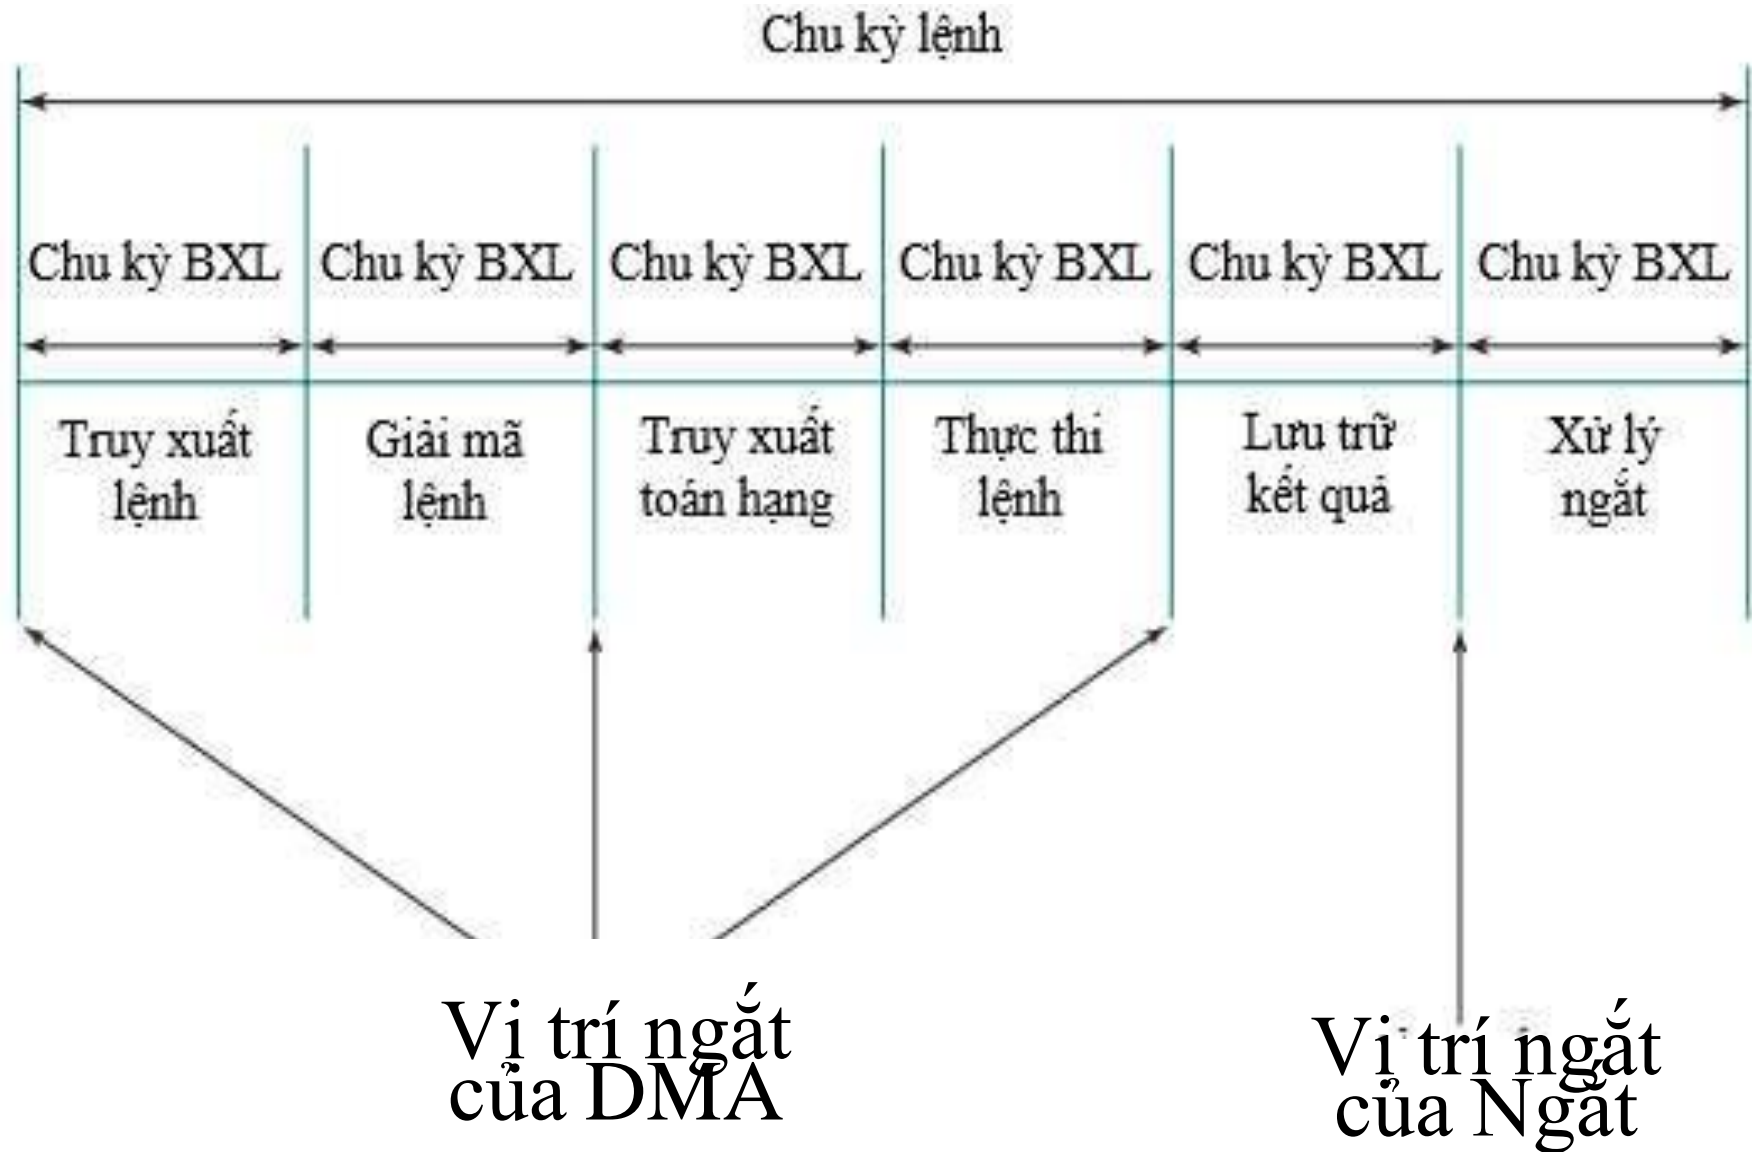 Chu kỳ lệnh
Chu kỳ BXL Chu kỳ BXL Chu kỳ BXL Chu kỳ BXL Chu kỳ BXL Chu kỳ BXL
Truy xuất
lệnh
Giải mã
lệnh
Truy xuất
toán hạng
Thực thi
lệnh
Lưu trữ
kết quả
Xử lý
ngắt
Vị trí ngắt
của DMA
Vị trí ngắt
của Ngắt